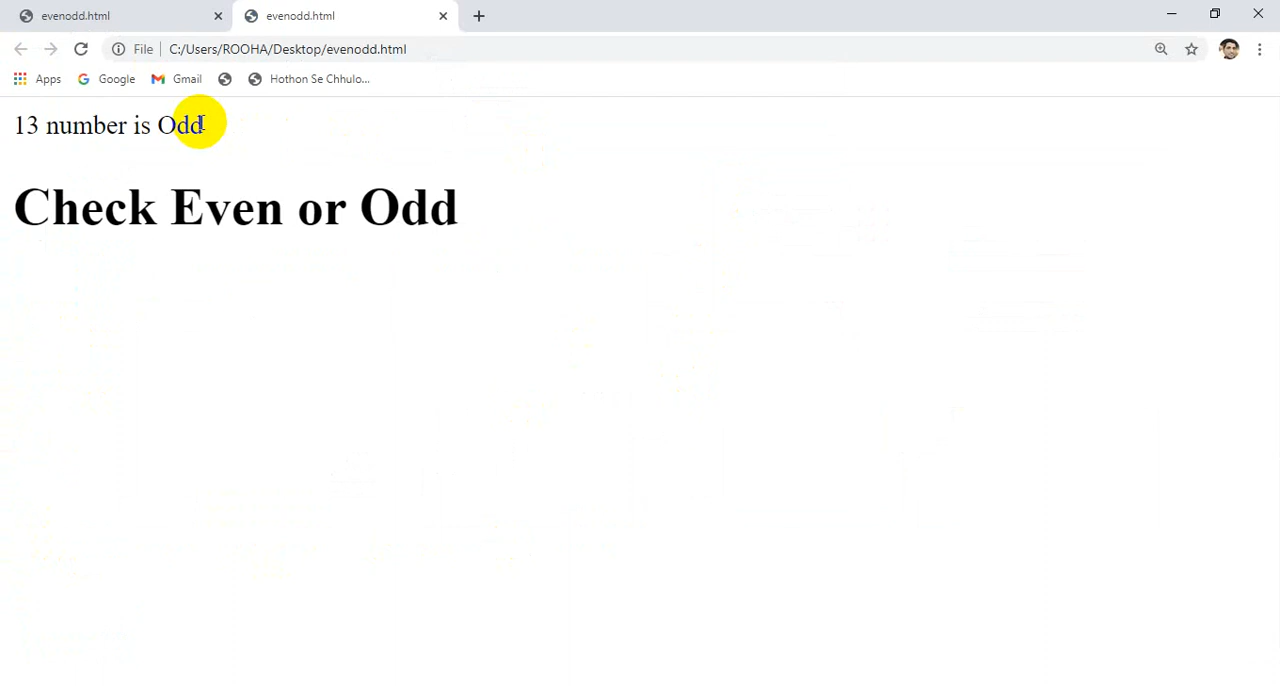 evenodd.html
evenodd.html
File C:/Users/ROOHA/Desktop/evenodd.html
Apps Google Gmail Hothon Se Chhulo...
13 number is Odd
Check Even or Odd